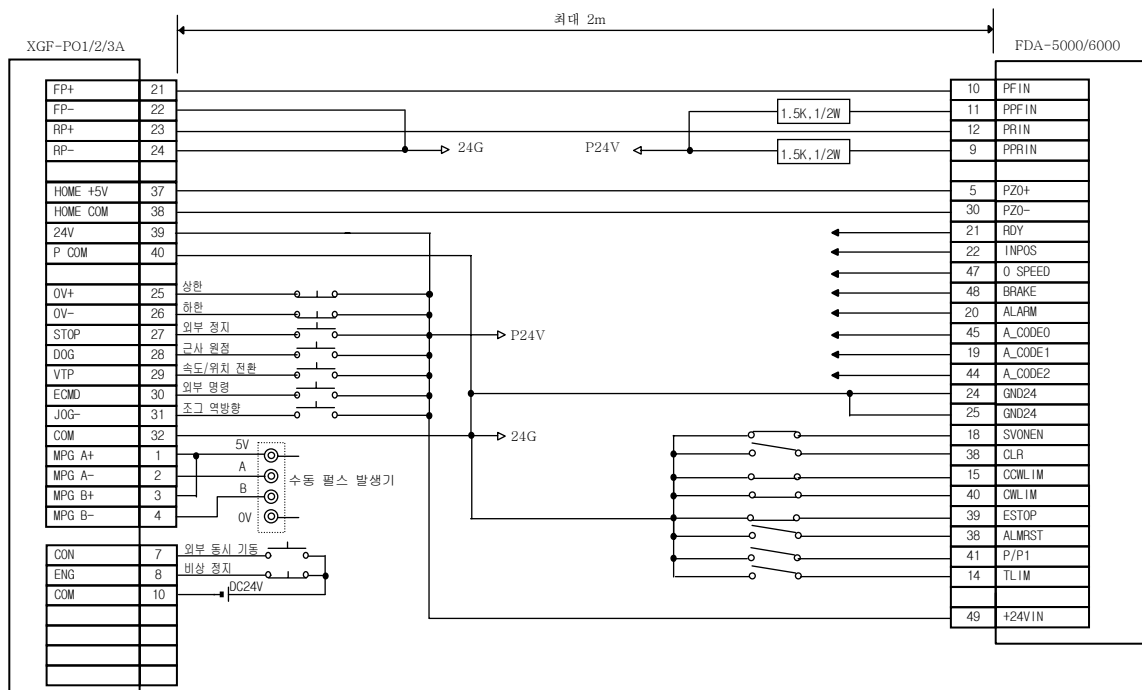 최대 2m
XGF-PO1/2/3A
FDA-5000/6000
FP+ 21
FP- 22
RP+ 23
RP- 24
HOME +5V 37
HOME COM 38
24V 39
P COM 40
OV+ 25 상한
OV- 26 하한
STOP 27 외부 정지
DOG 28 근사 원점
VTP 29 속도/위치 전환
ECMD 30 외부 명령
JOG- 31 조그 역방향
COM 32
MPG A+ 1
MPG A- 2
MPG B+ 3
MPG B- 4
5V
A
B
0V
수동 펄스 발생기
CON 7 외부 동시 기동
ENG 8 비상 정지
COM 10 DC24V
24G
P24V
1.5K,1/2W
1.5K,1/2W
P24V
24G
10 PFIN
11 PPFIN
12 PRIN
9 PPRIN
5 PZO+
30 PZO-
21 RDY
22 INPOS
47 0 SPEED
48 BRAKE
20 ALARM
45 A_CODE0
19 A_CODE1
44 A_CODE2
24 GND24
25 GND24
18 SVONEN
38 CLR
15 CCWLIM
40 CWLIM
39 ESTOP
38 ALMRST
41 P/P1
14 TLIM
49 +24VIN